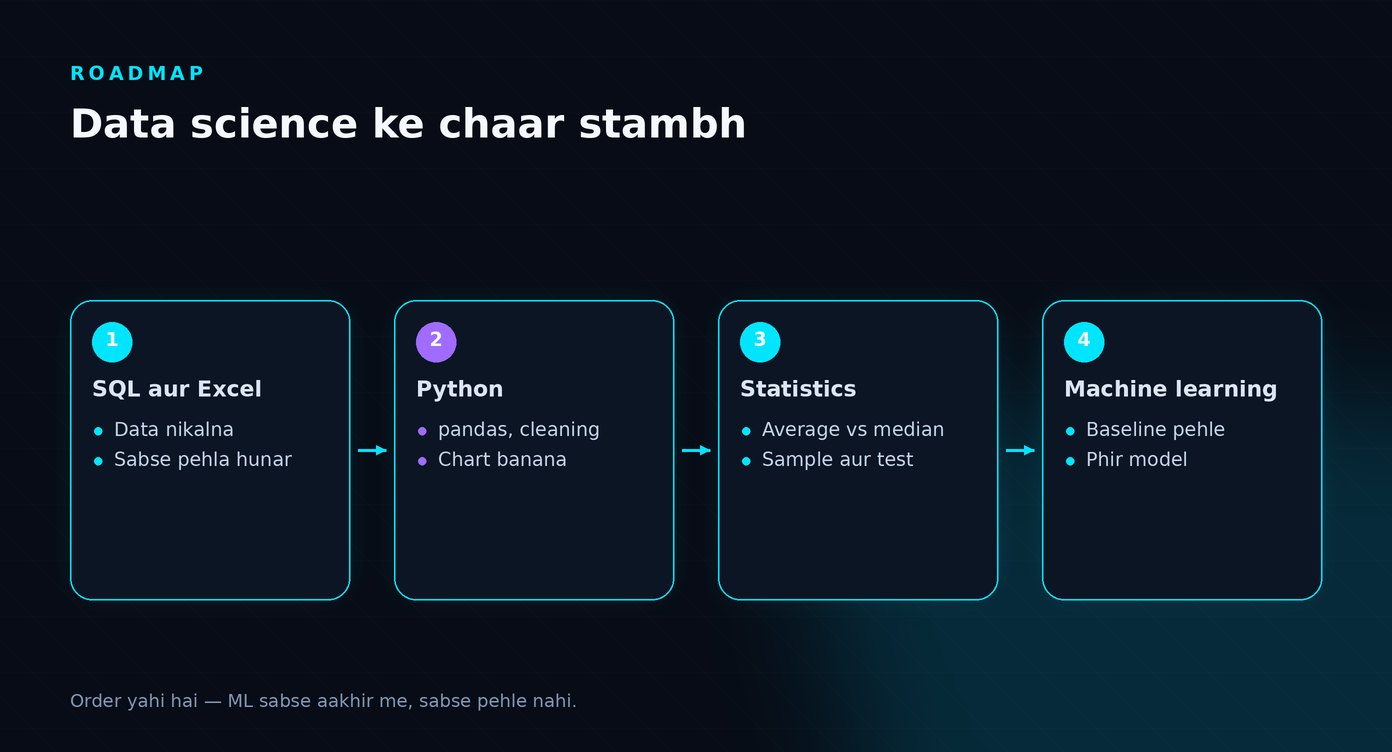 ROADMAP
Data science ke chaar stambh
1
SQL aur Excel
Data nikalna
Sabse pehla hunar
2
Python
pandas, cleaning
Chart banana
3
Statistics
Average vs median
Sample aur test
4
Machine learning
Baseline pehle
Phir model
Order yahi hai — ML sabse aakhir me, sabse pehle nahi.